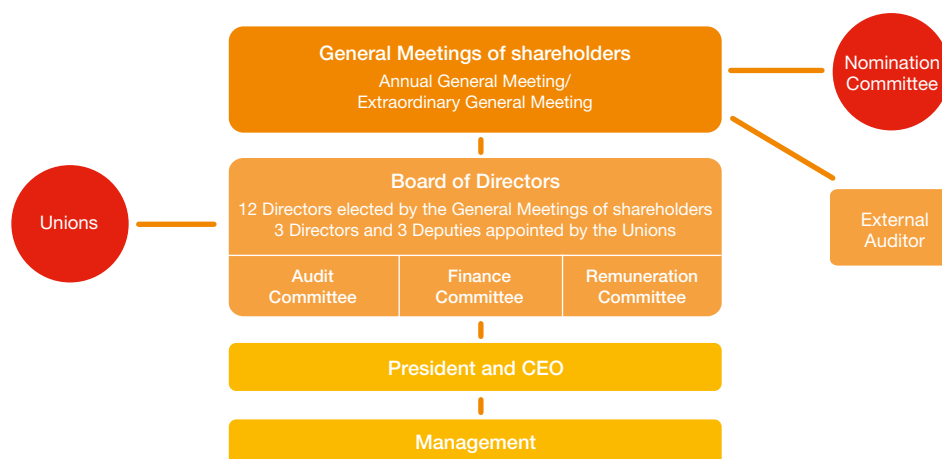 General Meetings of shareholders
Annual General Meeting/
Extraordinary General Meeting
Nomination
Committee
Unions
Board of Directors
12 Directors elected by the General Meetings of shareholders
3 Directors and 3 Deputies appointed by the Unions
External
Auditor
Audit
Committee
Finance
Committee
Remuneration
Committee
President and CEO
Management